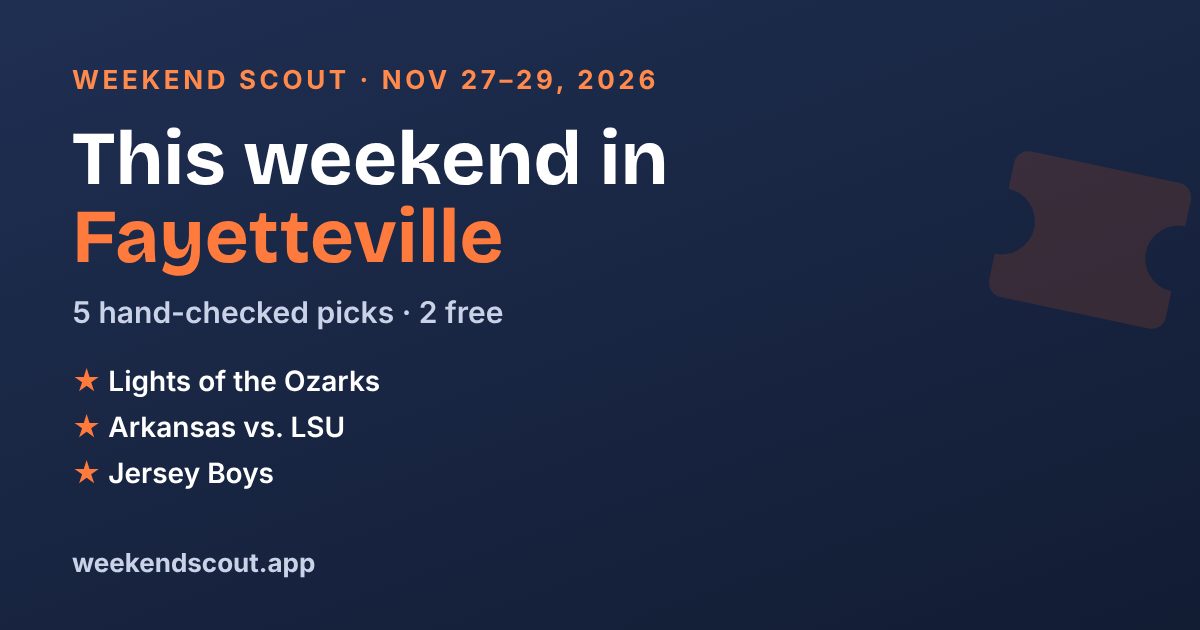 WEEKEND SCOUT · NOV 27–29, 2026
This weekend in
Fayetteville
5 hand-checked picks · 2 free
★ Lights of the Ozarks
★ Arkansas vs. LSU
★ Jersey Boys
weekendscout.app